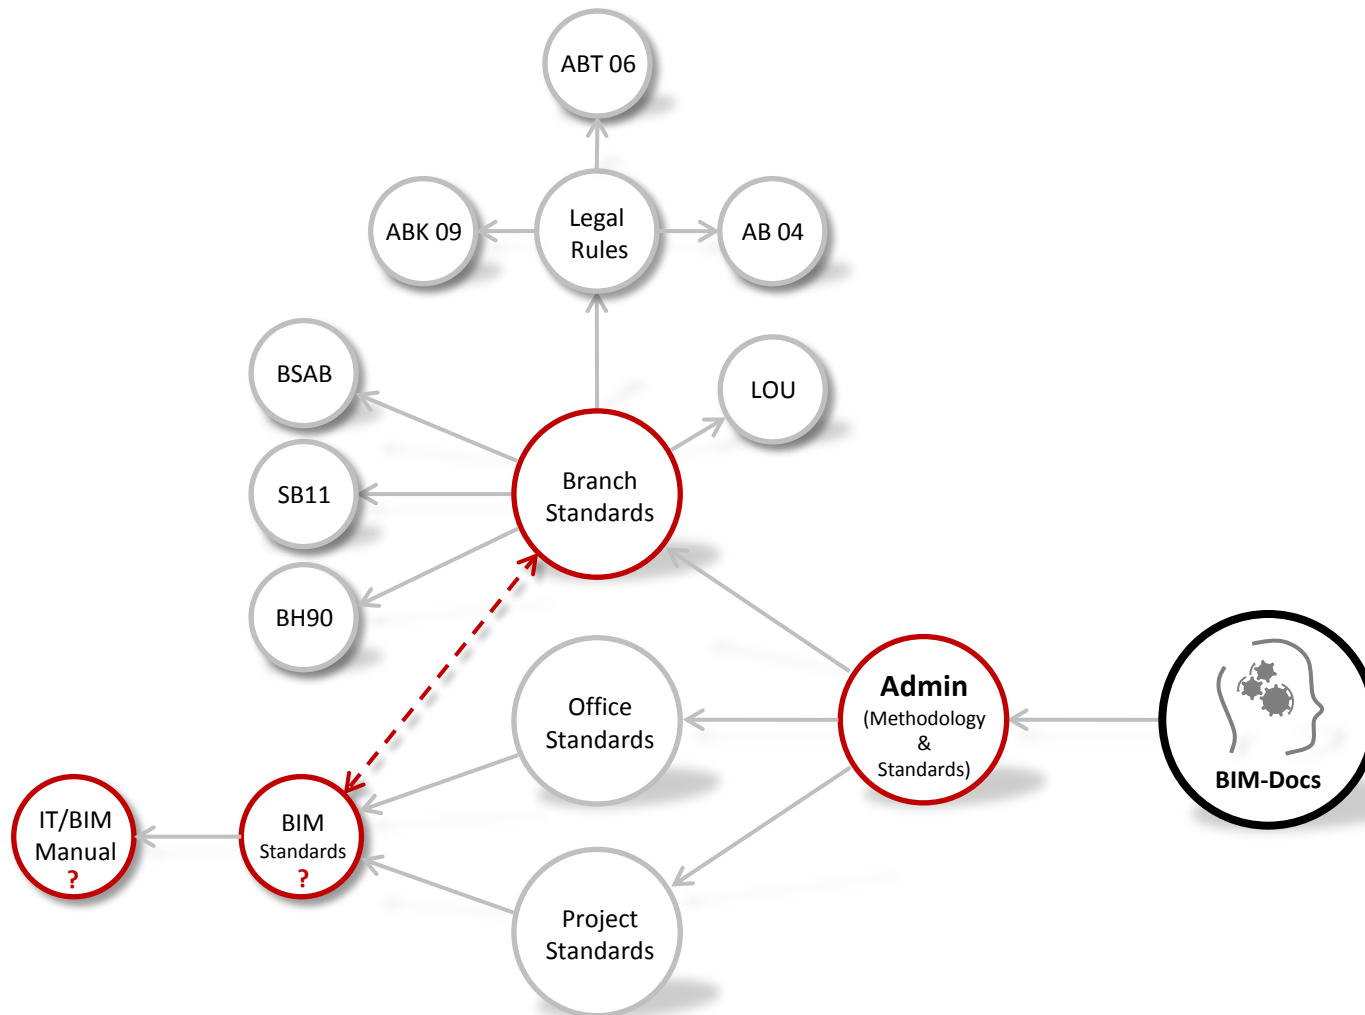 ABT 06
ABK 09
Legal
Rules
AB 04
BSAB
LOU
SB11
Branch
Standards
BH90
Office
Standards
Admin
(Methodology
&
Standards)
BIM-Docs
IT/BIM
Manual
?
BIM
Standards
?
Project
Standards